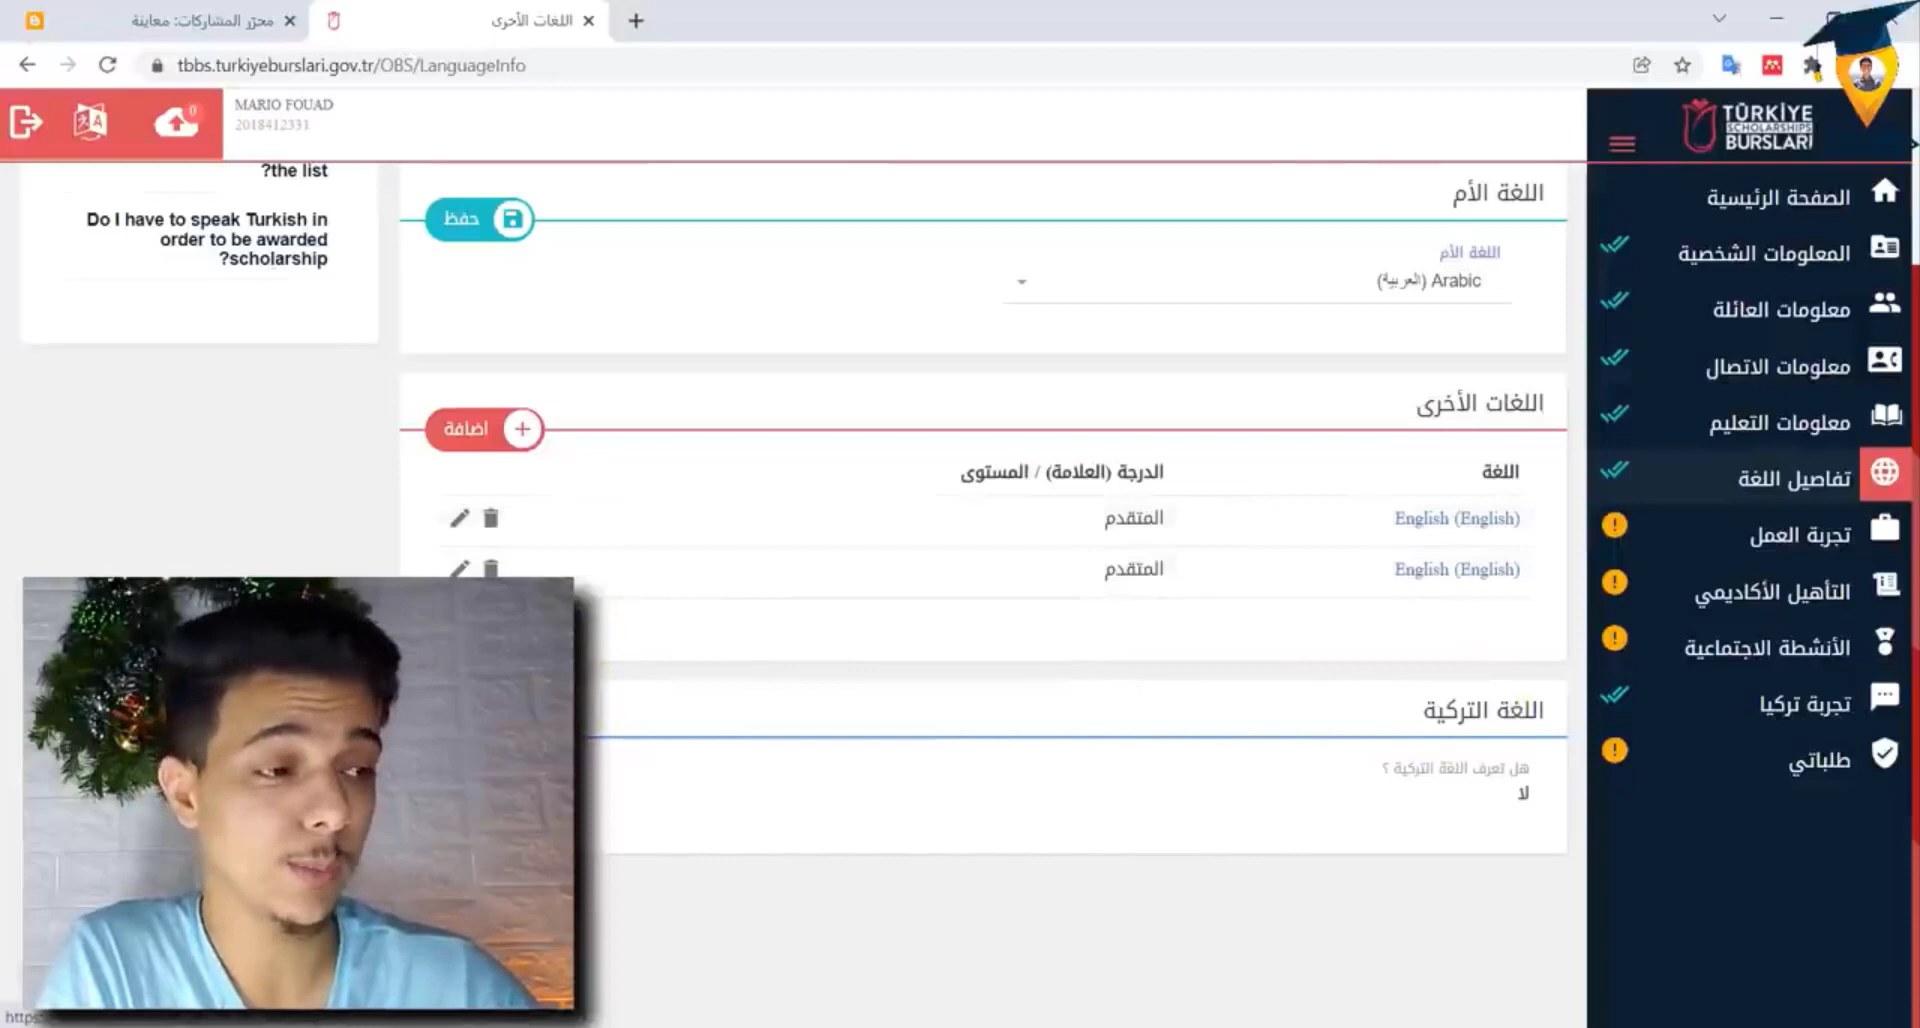 محرّر المشاركات: معاينة
اللغات الأخرى
tbbs.turkiyeburslari.gov.tr/OBS/LanguageInfo
0
MARIO FOUAD
2018412331
TÜRKİYE
SCHOLARSHIPS
BURSLARI
?the list
Do I have to speak Turkish in
order to be awarded
?scholarship
اللغة الأم
حفظ
اللغة الأم
Arabic (العربية)
اللغات الأخرى
اضافة
اللغة
الدرجة (العلامة) / المستوى
English (English)
المتقدم
English (English)
المتقدم
اللغة التركية
هل تعرف اللغة التركية ؟
لا
الصفحة الرئيسية
المعلومات الشخصية
معلومات العائلة
معلومات الاتصال
معلومات التعليم
تفاصيل اللغة
تجربة العمل
التأهيل الأكاديمي
الأنشطة الاجتماعية
تجربة تركيا
طلباتي